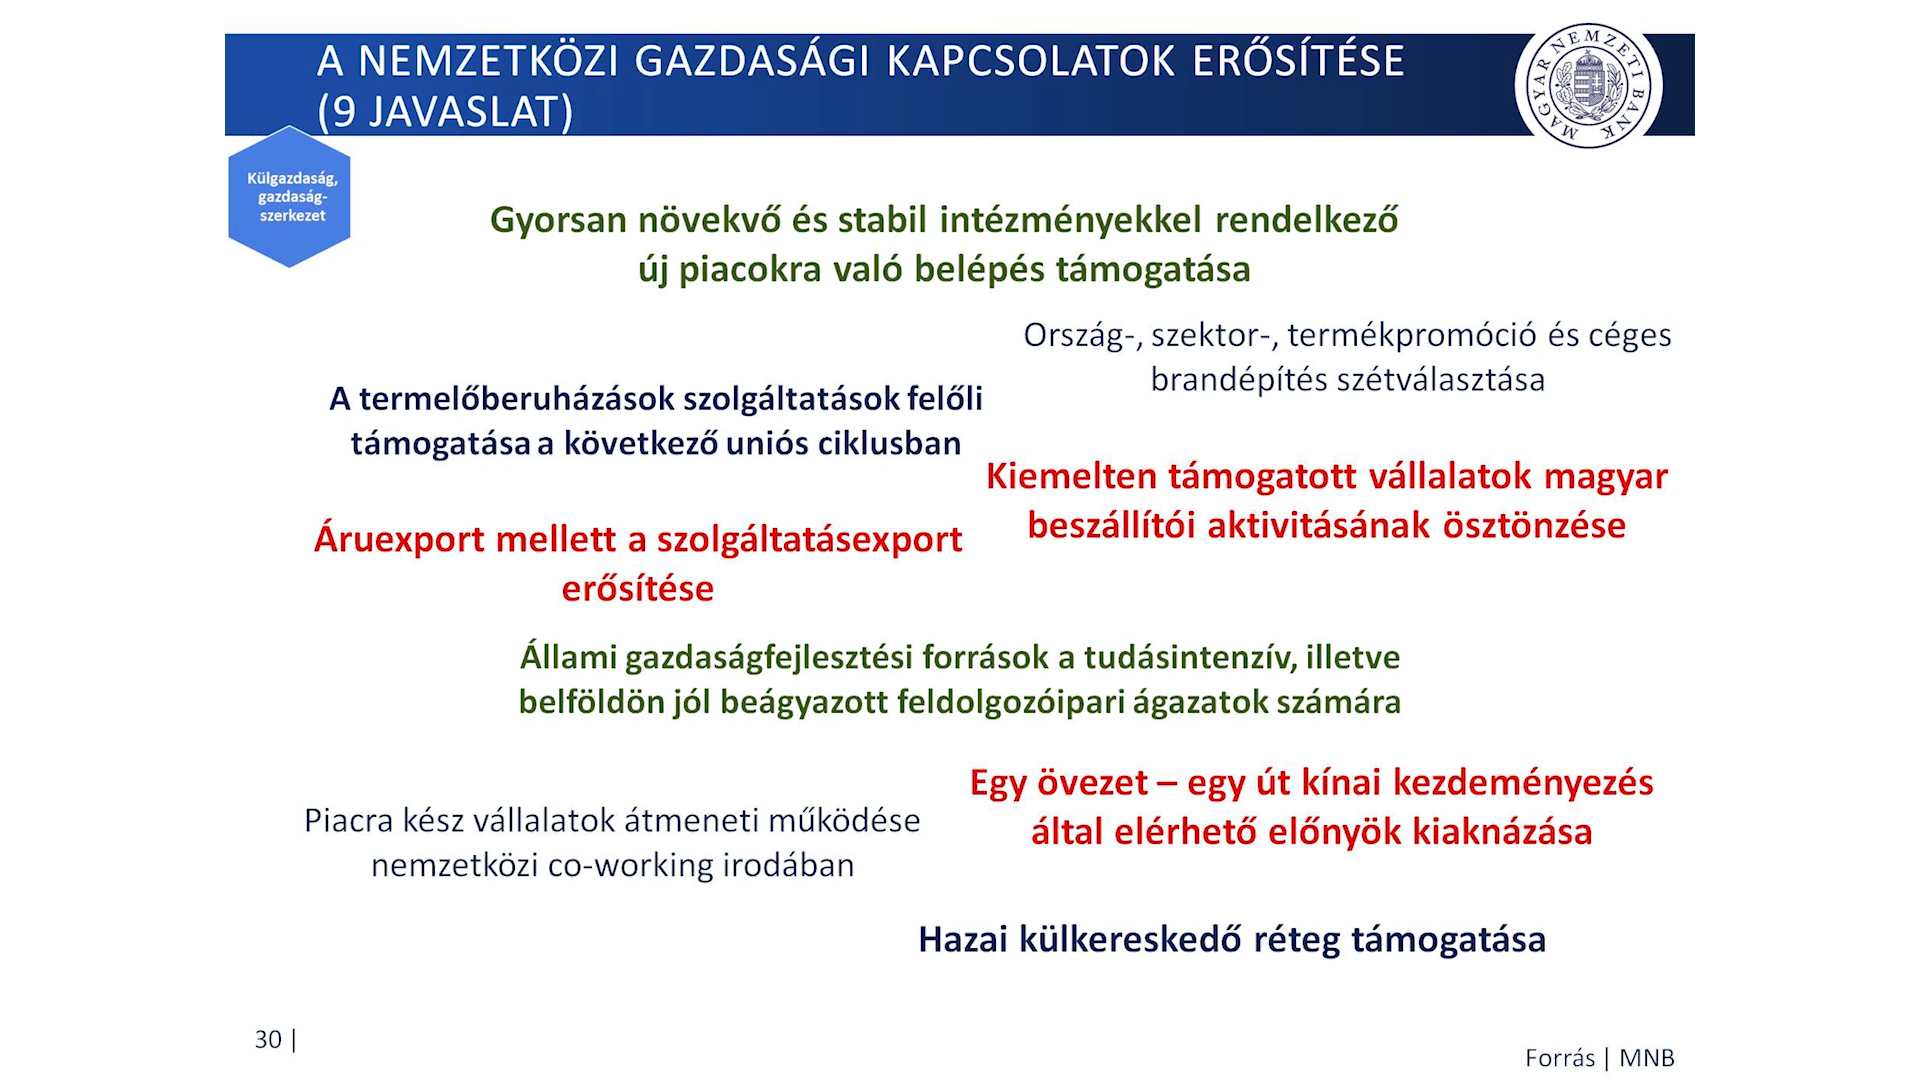 A NEMZETKÖZI GAZDASÁGI KAPCSOLATOK ERŐSÍTÉSE
(9 JAVASLAT)
MAGYAR NEMZETI BANK
Külgazdaság,
gazdaság-
szerkezet
Gyorsan növekvő és stabil intézményekkel rendelkező
új piacokra való belépés támogatása
Ország-, szektor-, termékpromóció és céges
brandépítés szétválasztása
A termelőberuházások szolgáltatások felőli
támogatása a következő uniós ciklusban
Kiemelten támogatott vállalatok magyar
beszállítói aktivitásának ösztönzése
Áruexport mellett a szolgáltatásexport
erősítése
Állami gazdaságfejlesztési források a tudásintenzív, illetve
belföldön jól beágyazott feldolgozóipari ágazatok számára
Egy övezet – egy út kínai kezdeményezés
által elérhető előnyök kiaknázása
Piacra kész vállalatok átmeneti működése
nemzetközi co-working irodában
Hazai külkereskedő réteg támogatása
30 |
Forrás | MNB